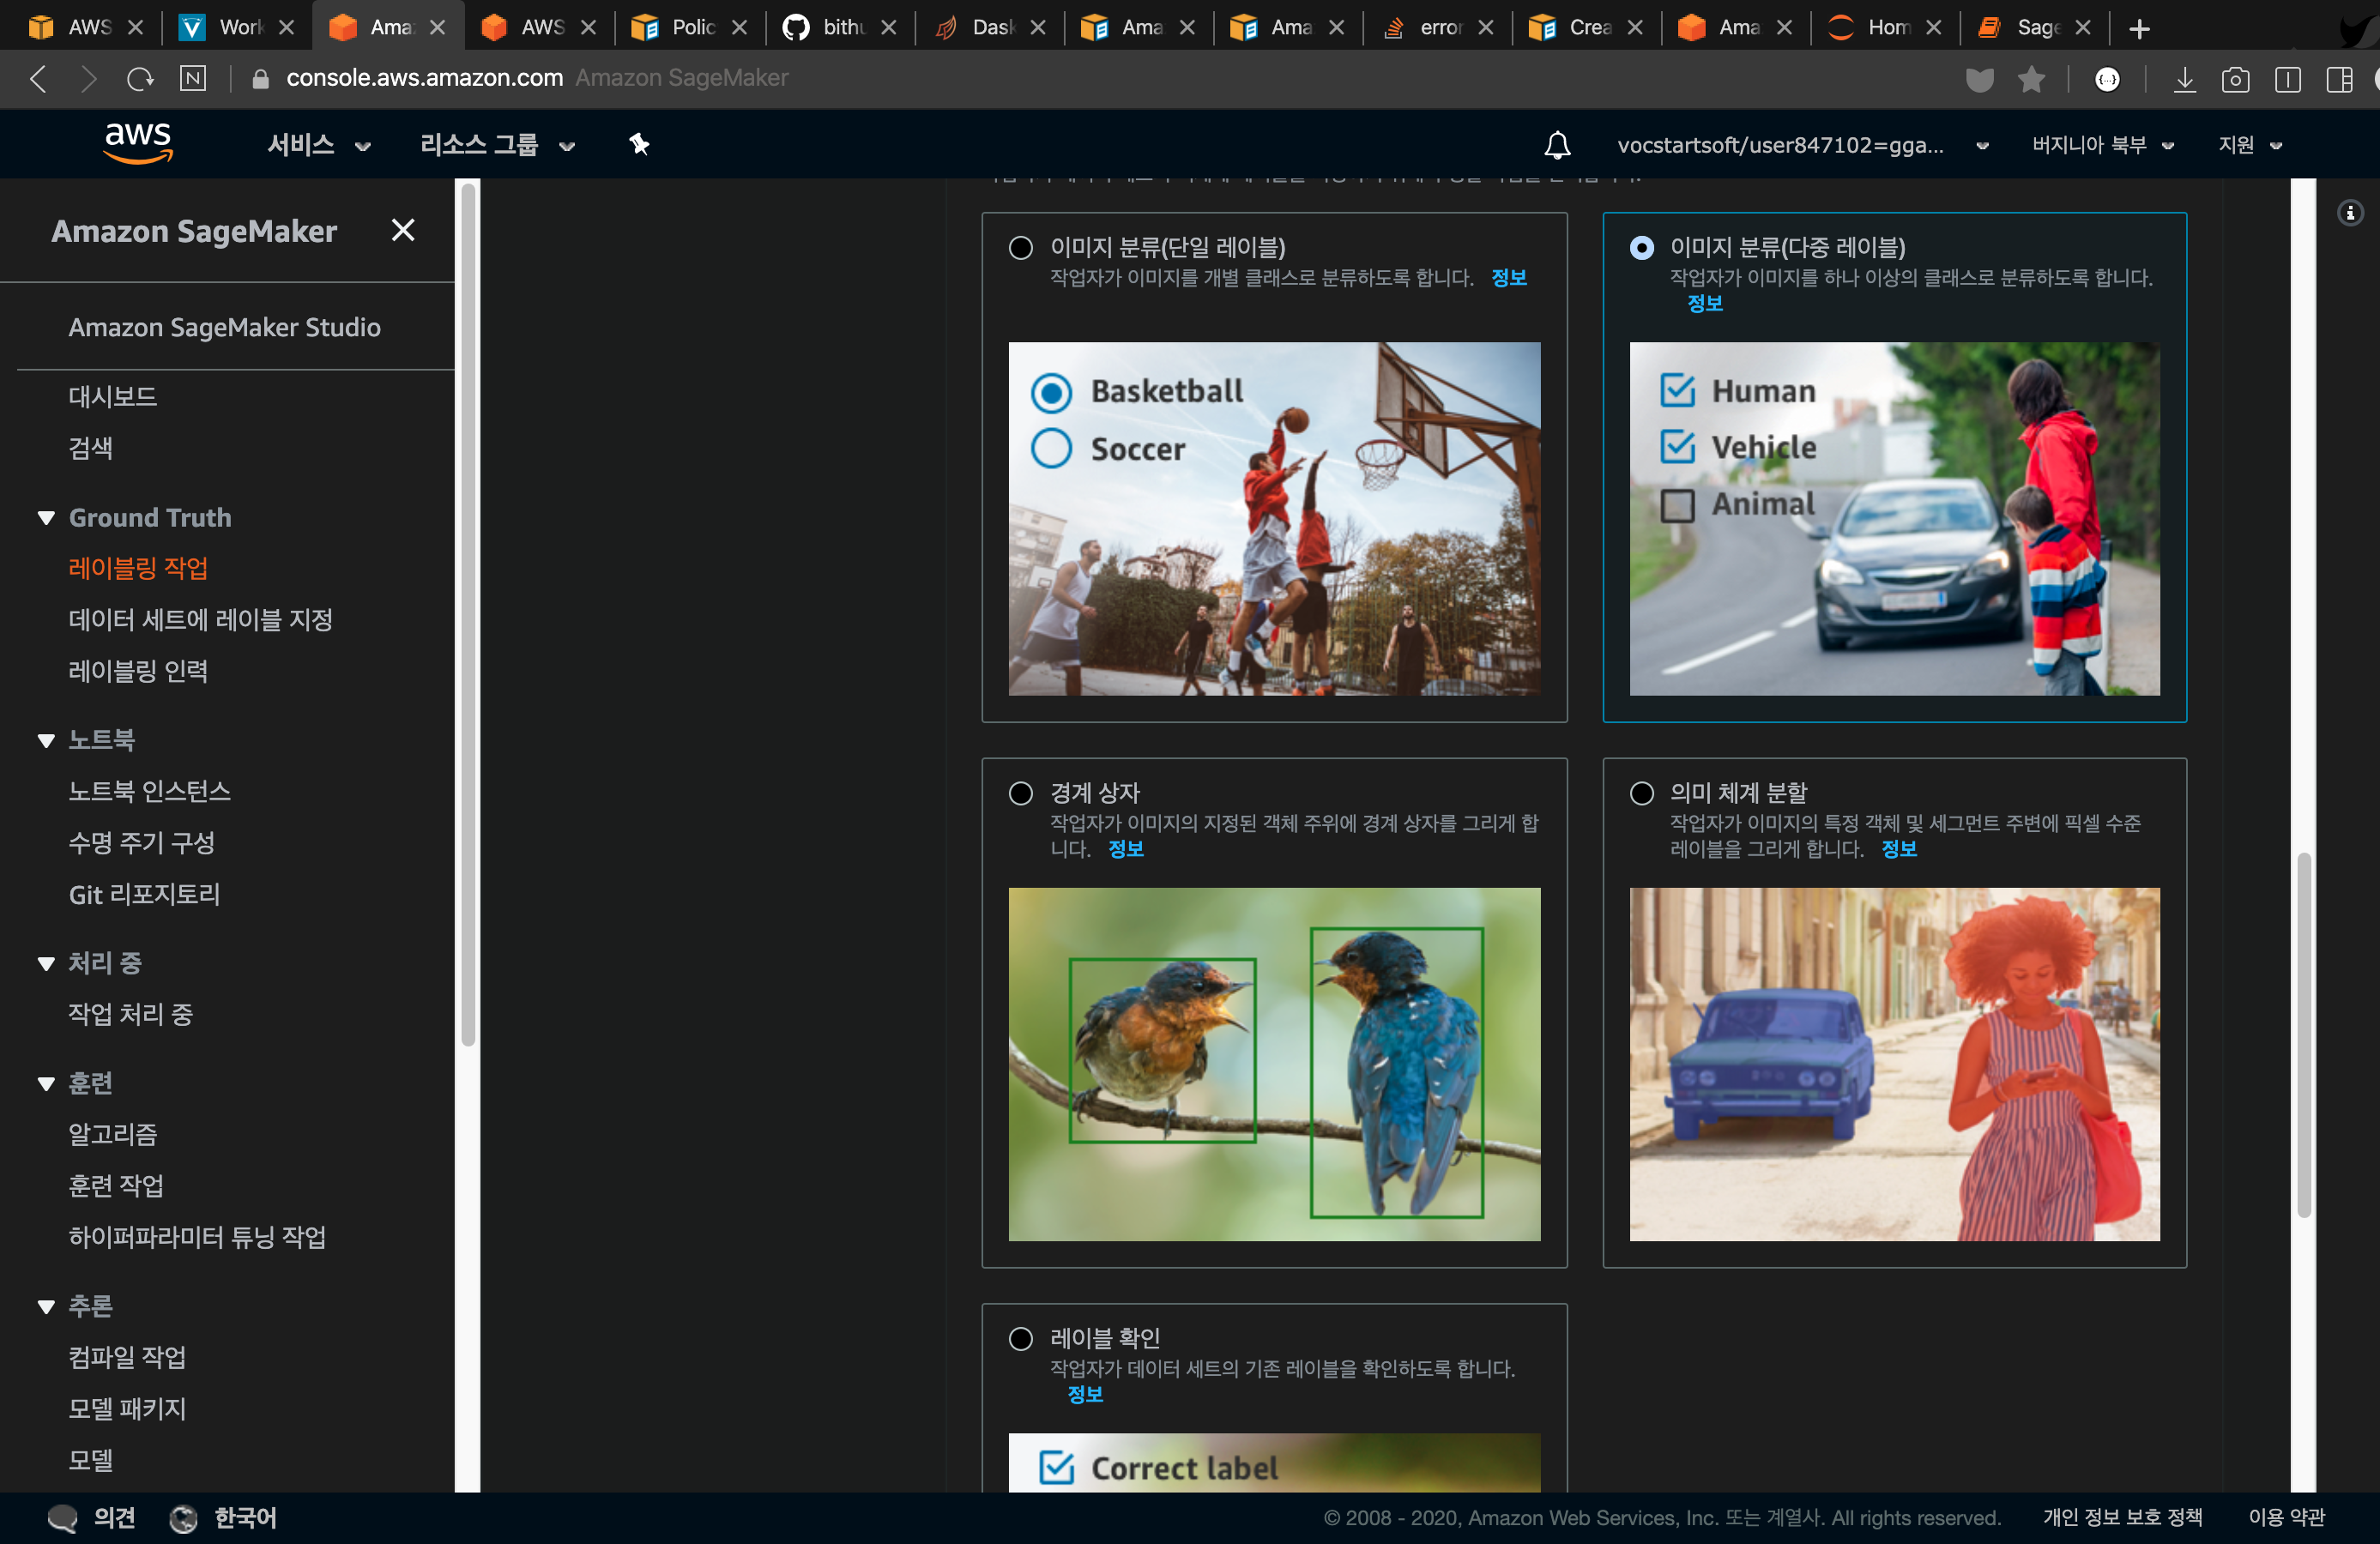 AWS
Work
Ama
AWS
Polic
bithu
Dask
Ama
Ama
error
Crea
Ama
Hom
Sage
console.aws.amazon.com Amazon SageMaker
aws
서비스
리소스 그룹
vocstartsoft/user847102=gga...
버지니아 북부
지원
Amazon SageMaker
Amazon SageMaker Studio
대시보드
검색
Ground Truth
레이블링 작업
데이터 세트에 레이블 지정
레이블링 인력
노트북
노트북 인스턴스
수명 주기 구성
Git 리포지토리
처리 중
작업 처리 중
훈련
알고리즘
훈련 작업
하이퍼파라미터 튜닝 작업
추론
컴파일 작업
모델 패키지
모델
이미지 분류(단일 레이블)
작업자가 이미지를 개별 클래스로 분류하도록 합니다. 정보
Basketball
Soccer
이미지 분류(다중 레이블)
작업자가 이미지를 하나 이상의 클래스로 분류하도록 합니다.
정보
Human
Vehicle
Animal
경계 상자
작업자가 이미지의 지정된 객체 주위에 경계 상자를 그리게 합
니다. 정보
의미 체계 분할
작업자가 이미지의 특정 객체 및 세그먼트 주변에 픽셀 수준
레이블을 그리게 합니다. 정보
레이블 확인
작업자가 데이터 세트의 기존 레이블을 확인하도록 합니다.
정보
Correct label
의견
한국어
© 2008 - 2020, Amazon Web Services, Inc. 또는 계열사. All rights reserved.
개인 정보 보호 정책
이용 약관